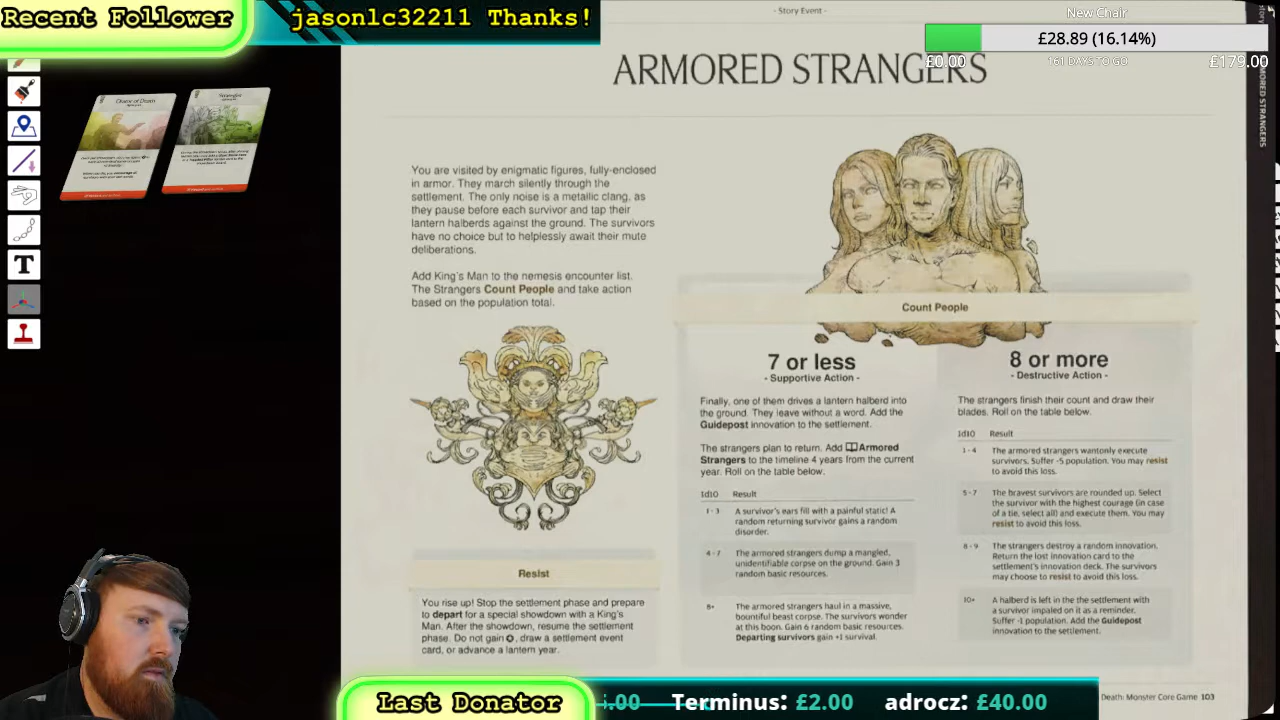 Recent Follower
jasonlc32211 Thanks!
- Story Event -
New Chair
£28.89 (16.14%)
£0.00
161 DAYS TO GO
£179.00
ARMORED STRANGERS
ARMORED STRANGERS
Chance of Death
Strangers
You are visited by enigmatic figures, fully-enclosed
in armor. They march silently through the
settlement. The only noise is a metallic clang, as
they pause before each survivor and tap their
lantern halberds against the ground. The survivors
have no choice but to helplessly await their mute
deliberations.
Add King's Man to the nemesis encounter list.
The Strangers Count People and take action
based on the population total.
Resist
You rise up! Stop the settlement phase and prepare
to depart for a special showdown with a King's
Man. After the showdown, resume the settlement
phase. Do not gain , draw a settlement event
card, or advance a lantern year.
Count People
7 or less
- Supportive Action -
Finally, one of them drives a lantern halberd into
the ground. They leave without a word. Add the
Guidepost innovation to the settlement.
The strangers plan to return. Add Armored
Strangers to the timeline 4 years from the current
year. Roll on the table below.
1d10 Result
1 - 3 A survivor's ears fill with a painful static! A
random returning survivor gains a random
disorder.
4 - 7 The armored strangers dump a mangled,
unidentifiable corpse on the ground. Gain 3
random basic resources.
8+ The armored strangers haul in a massive,
bountiful beast corpse. The survivors wonder
at this boon. Gain 6 random basic resources.
Departing survivors gain +1 survival.
8 or more
- Destructive Action -
The strangers finish their count and draw their
blades. Roll on the table below.
1d10 Result
1 - 4 The armored strangers wantonly execute
survivors. Suffer -5 population. You may resist
to avoid this loss.
5 - 7 The bravest survivors are rounded up. Select
the survivor with the highest courage (in case
of a tie, select all) and execute them. You may
resist to avoid this loss.
8 - 9 The strangers destroy a random innovation.
Return the lost innovation card to the
settlement's innovation deck. The survivors
may choose to resist to avoid this loss.
10+ A halberd is left in the the settlement with
a survivor impaled on it as a reminder.
Suffer -1 population. Add the Guidepost
innovation to the settlement.
T
Last Donator
5.00 Terminus: £2.00 adrocz: £40.00
Death: Monster Core Game 103